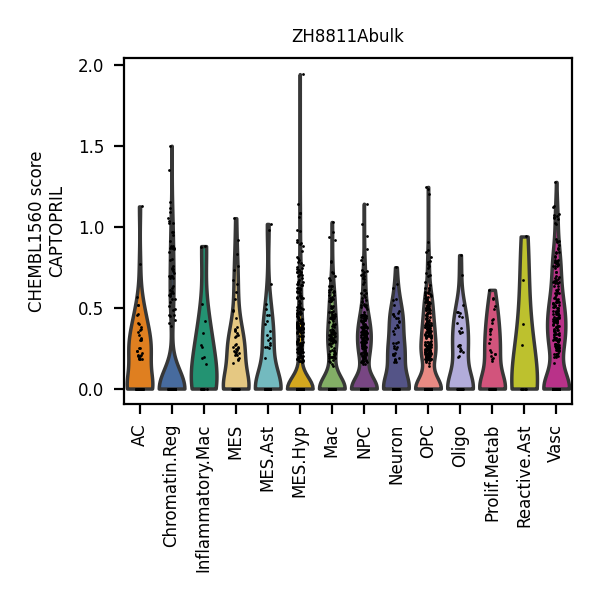 ZH8811Abulk
CHEMBL1560 score
CAPTOPRIL
2.0
1.5
1.0
0.5
0.0
AC
Chromatin.Reg
Inflammatory.Mac
MES
MES.Ast
MES.Hyp
Mac
NPC
Neuron
OPC
Oligo
Prolif.Metab
Reactive.Ast
Vasc